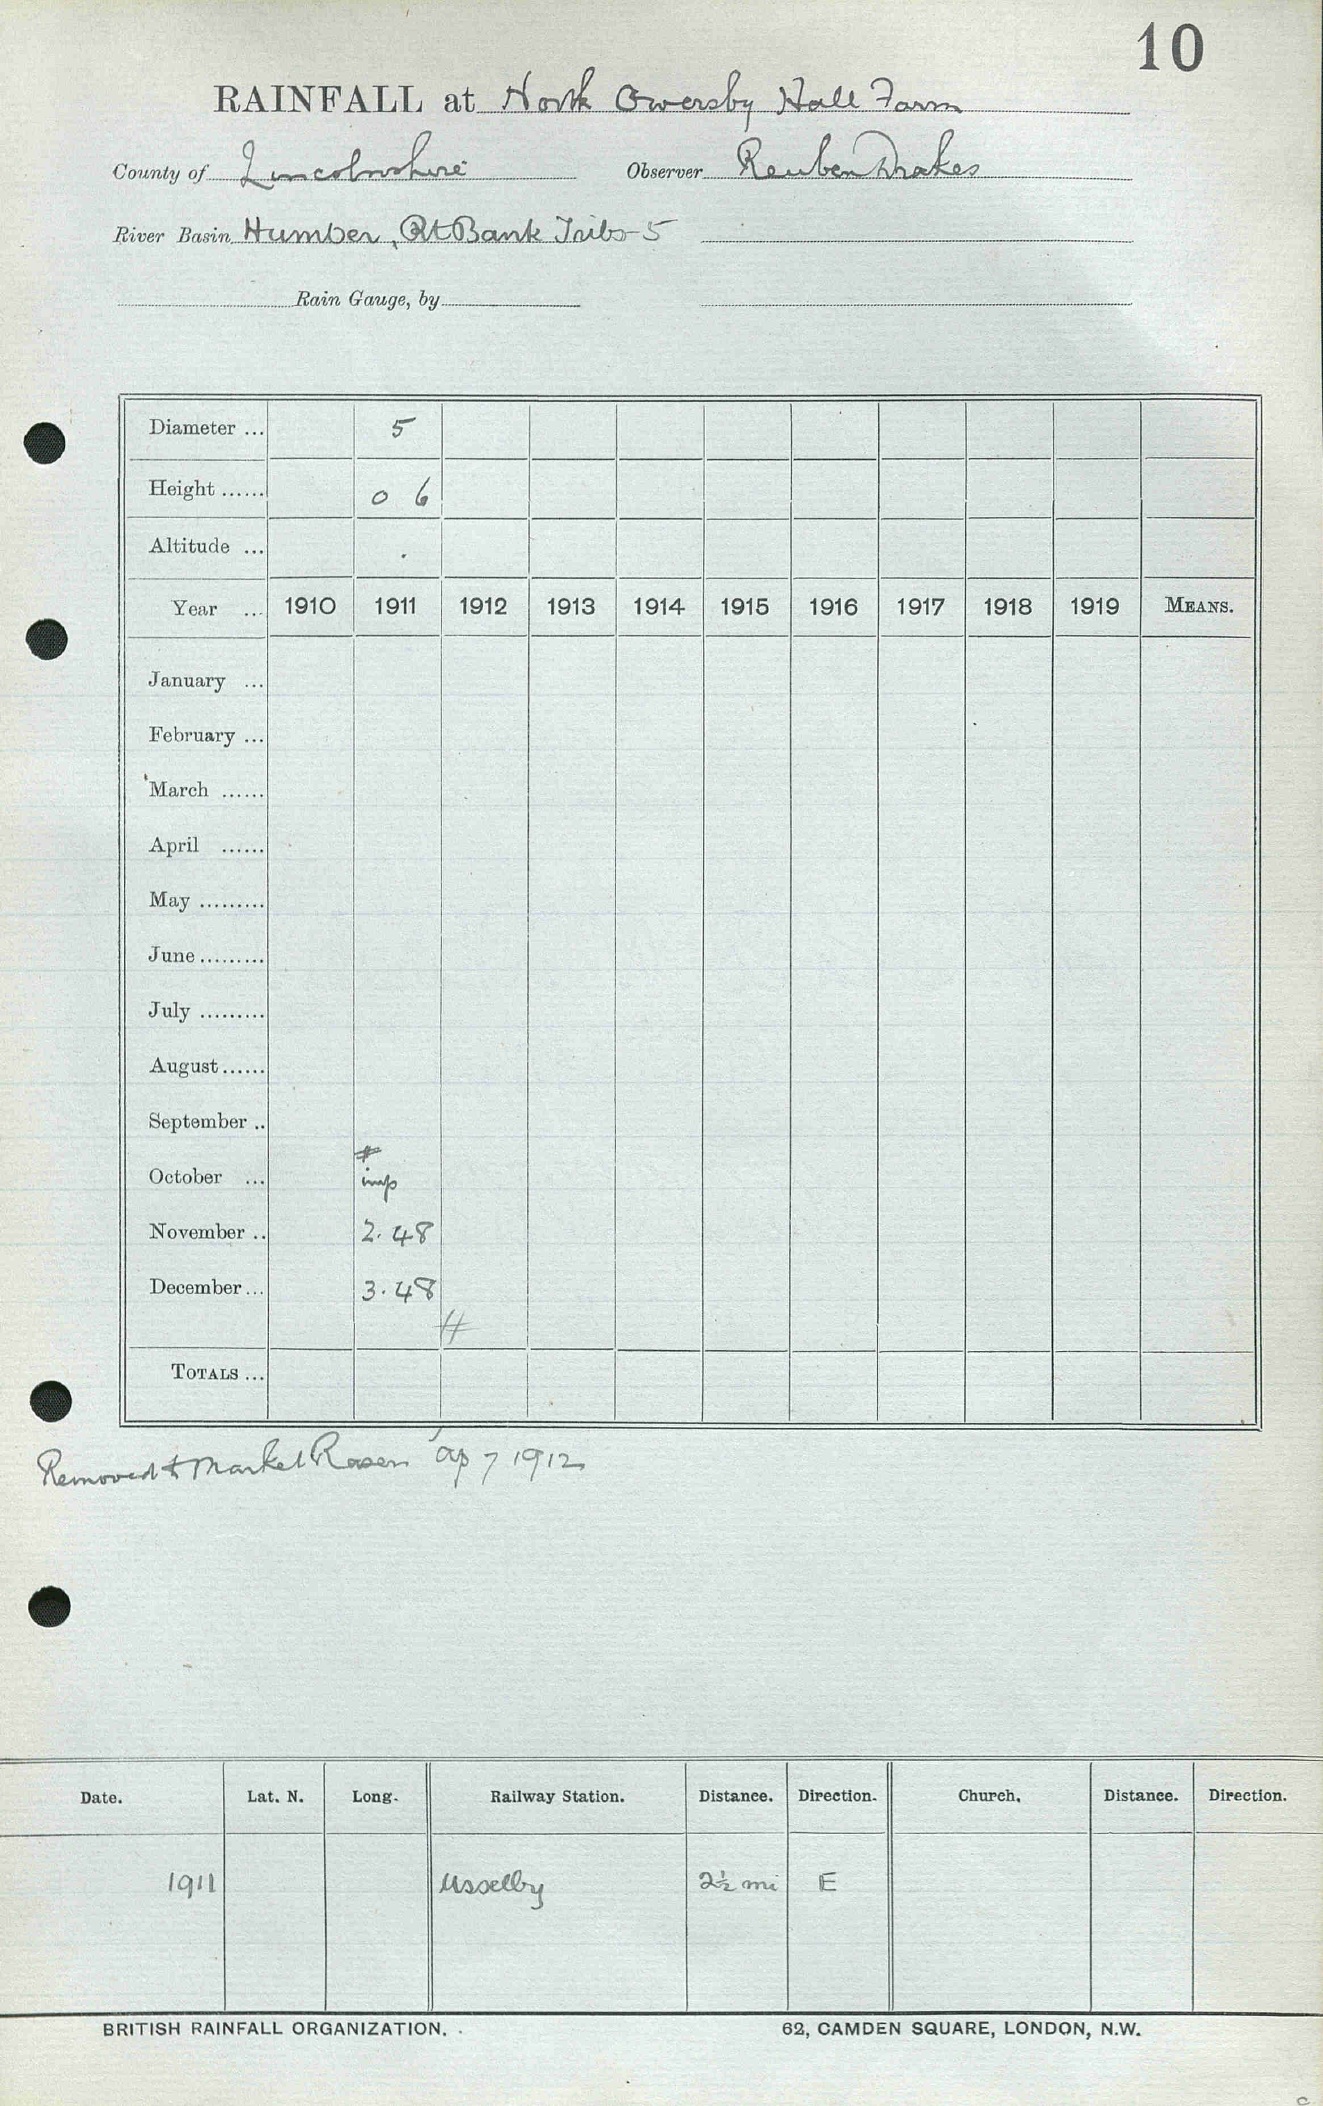 10
RAINFALL at North Owersby Hall Farm
County of Lincolnshire Observer Reuben Drakes
River Basin Humber, Rt Bank Tribs 5
Rain Gauge, by
Diameter ... 5
Height ...... 0 6
Altitude ...
Year ... 1910 1911 1912 1913 1914 1915 1916 1917 1918 1919 MEANS.
January ...
February ...
March ......
April ......
May .........
June .........
July .........
August ......
September ..
#
October ... imp
November .. 2.48
December ... 3.48
#
TOTALS ...
Removed to Market Rasen Ap 7 1912
Date. Lat. N. Long. Railway Station. Distance. Direction. Church. Distance. Direction.
1911 Usselby 2½ mi E
BRITISH RAINFALL ORGANIZATION. 62, CAMDEN SQUARE, LONDON, N.W.